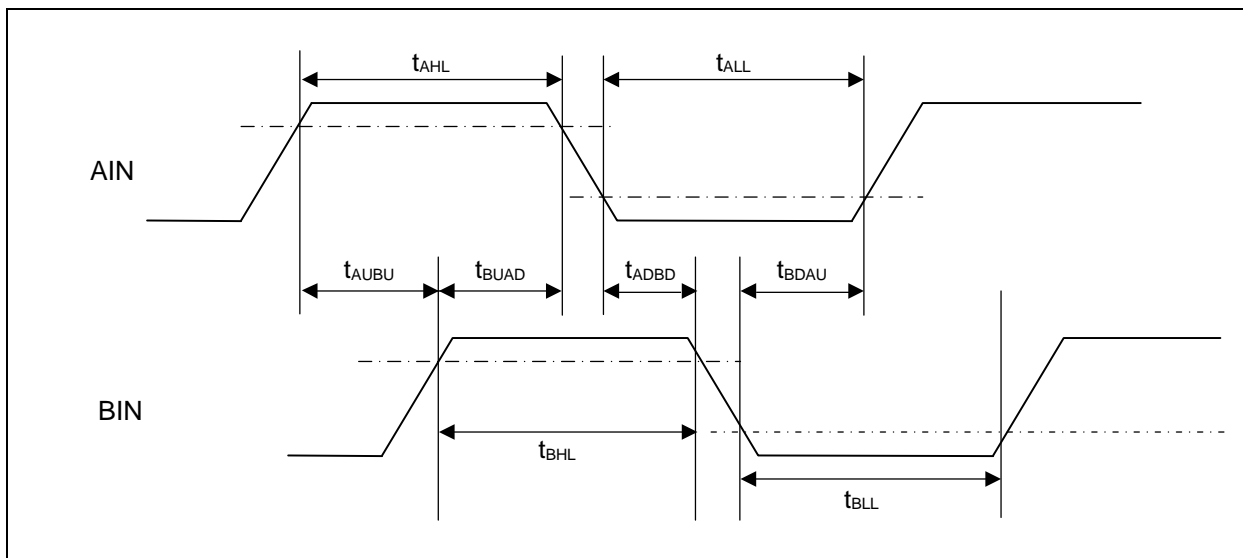 tAHL tALL
AIN
tAUBU tBUAD tADBD tBDAU
BIN
tBHL
tBLL